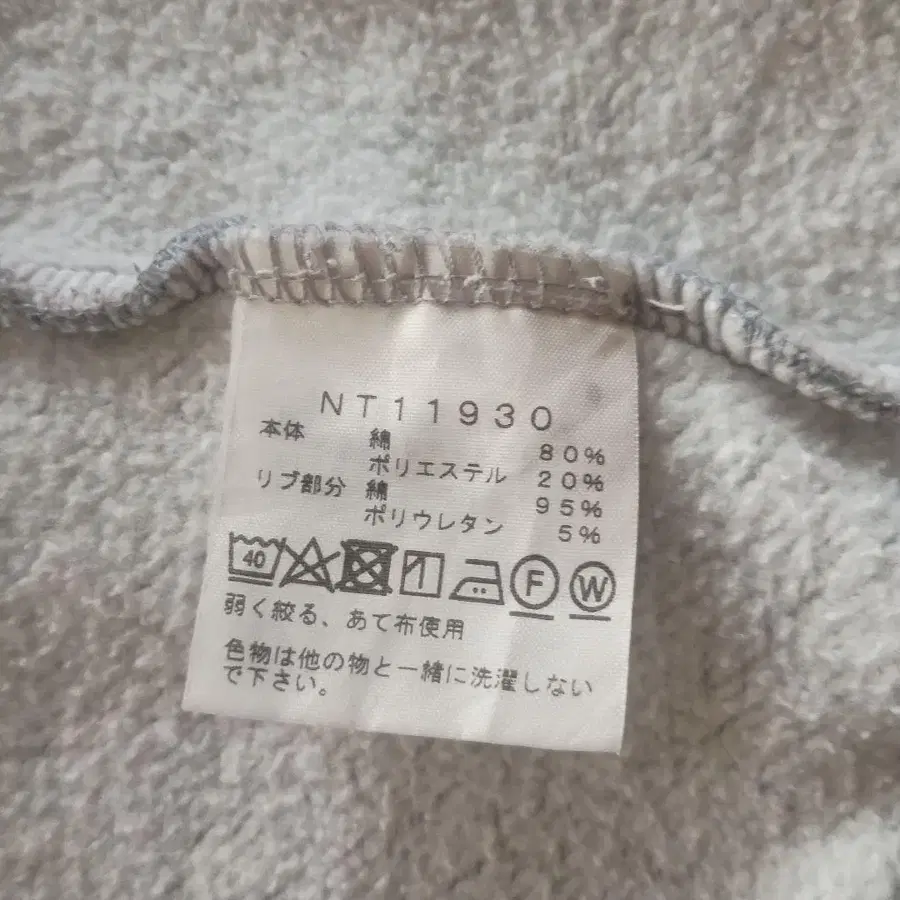 NT11930
本体 綿 80%
ポリエステル 20%
リブ部分 綿 95%
ポリウレタン 5%
40 F W
弱く絞る、あて布使用
色物は他の物と一緒に洗濯しない
で下さい。